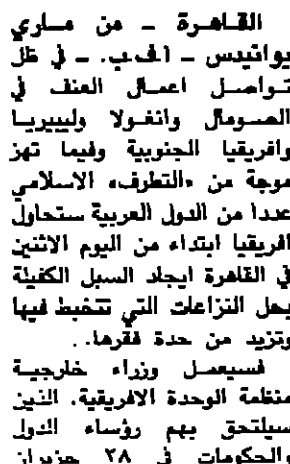 القاهرة - من ماري
يوانيدس - أ.ف.ب. - في ظل
تواصل اعمال العنف في
الصومال وانغولا وليبيريا
وافريقيا الجنوبية وفيما تهز
موجة من «التطرف» الاسلامي
عددا من الدول العربية ستحاول
افريقيا ابتداء من اليوم الاثنين
في القاهرة ايجاد السبل الكفيلة
بحل النزاعات التي تتخبط فيها
وتزيد من حدة فقرها.
فسيعمل وزراء خارجية
منظمة الوحدة الافريقية، الذين
سيلتحق بهم رؤساء الدول
والحكومات في ٢٨ حزيران